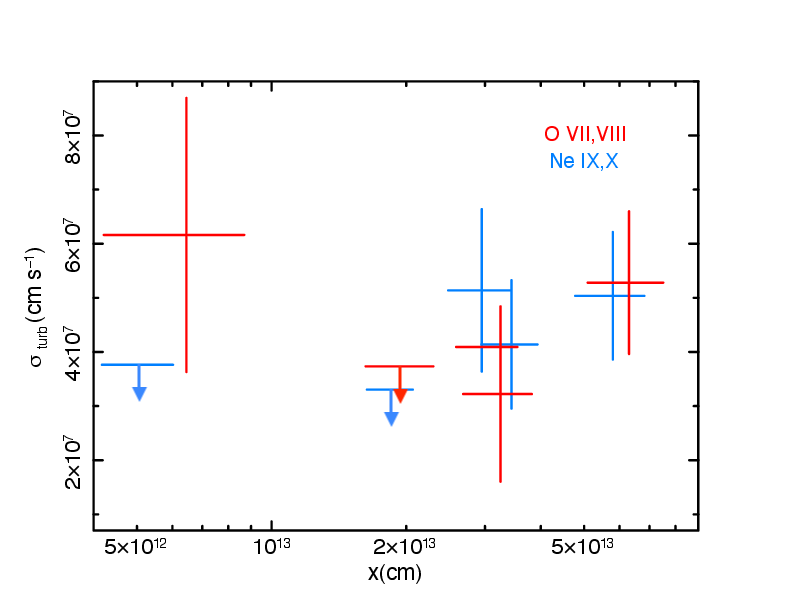 O VII,VIII
Ne IX,X
8×10⁷
6×10⁷
4×10⁷
2×10⁷
σ turb (cm s⁻¹)
5×10¹² 10¹³ 2×10¹³ 5×10¹³
x(cm)